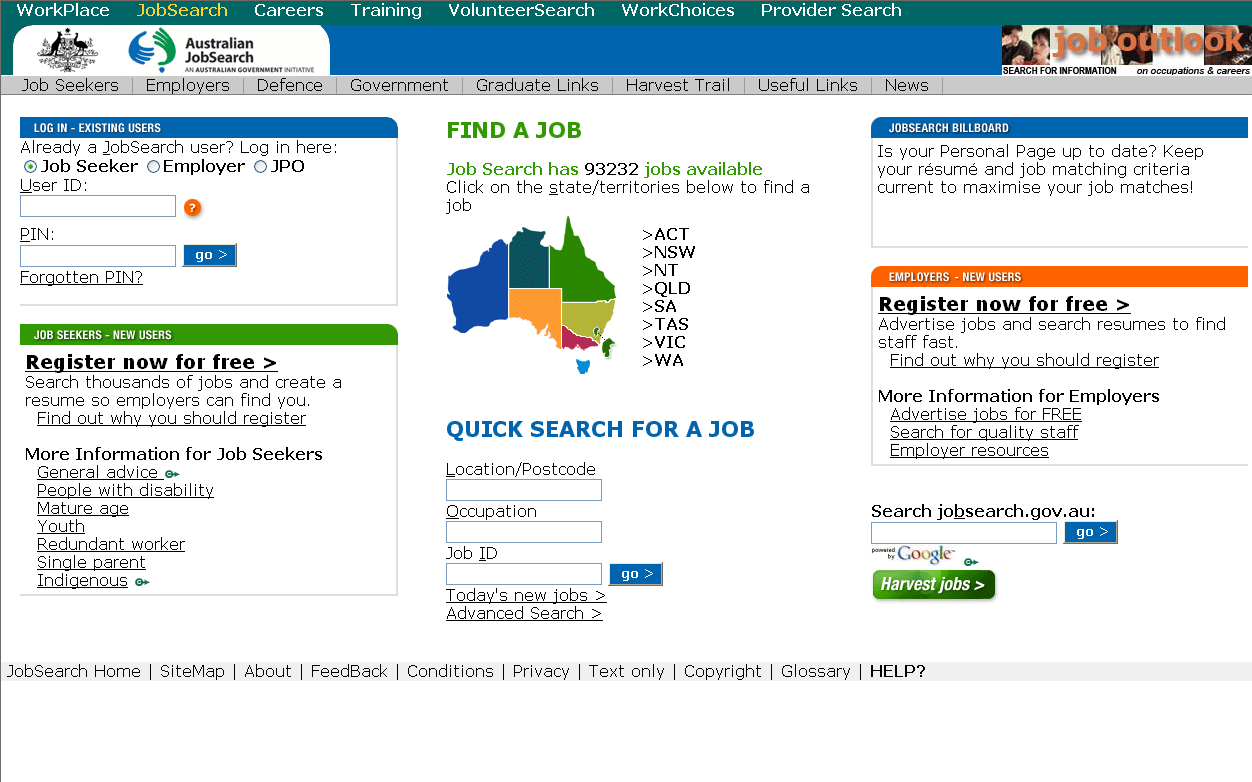 WorkPlace JobSearch Careers Training VolunteerSearch WorkChoices Provider Search
Australian
JobSearch
AN AUSTRALIAN GOVERNMENT INITIATIVE
job outlook
SEARCH FOR INFORMATION on occupations & careers
Job Seekers Employers Defence Government Graduate Links Harvest Trail Useful Links News
LOG IN - EXISTING USERS
Already a JobSearch user? Log in here:
Job Seeker Employer JPO
User ID:
?
PIN:
go >
Forgotten PIN?
JOB SEEKERS - NEW USERS
Register now for free >
Search thousands of jobs and create a
resume so employers can find you.
Find out why you should register
More Information for Job Seekers
General advice
People with disability
Mature age
Youth
Redundant worker
Single parent
Indigenous
FIND A JOB
Job Search has 93232 jobs available
Click on the state/territories below to find a
job
>ACT
>NSW
>NT
>QLD
>SA
>TAS
>VIC
>WA
QUICK SEARCH FOR A JOB
Location/Postcode
Occupation
Job ID
go >
Today's new jobs >
Advanced Search >
JOBSEARCH BILLBOARD
Is your Personal Page up to date? Keep
your résumé and job matching criteria
current to maximise your job matches!
EMPLOYERS - NEW USERS
Register now for free >
Advertise jobs and search resumes to find
staff fast.
Find out why you should register
More Information for Employers
Advertise jobs for FREE
Search for quality staff
Employer resources
Search jobsearch.gov.au:
go >
powered by Google
Harvest jobs >
JobSearch Home | SiteMap | About | FeedBack | Conditions | Privacy | Text only | Copyright | Glossary | HELP?